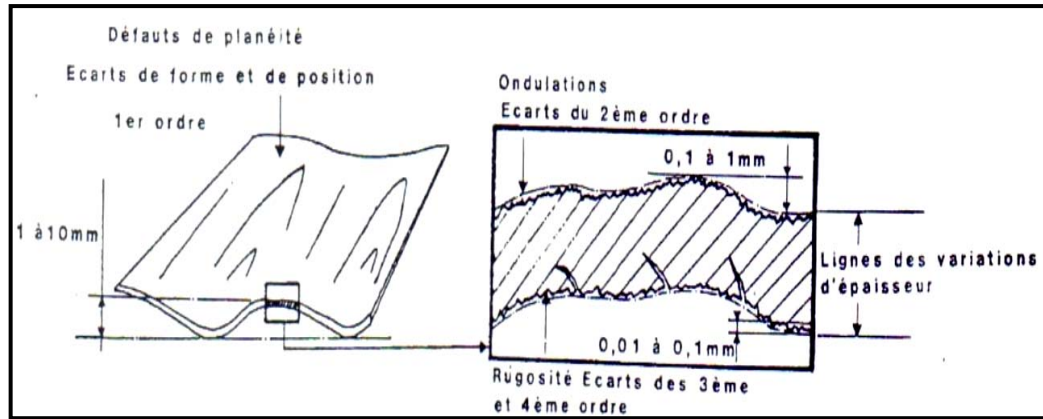 Défauts de planéité
Ecarts de forme et de position
1er ordre
1 à10mm
Ondulations
Ecarts du 2ème ordre
0,1 à 1mm
Lignes des variations
d'épaisseur
0,01 à 0,1mm
Rugosité Ecarts des 3ème
et 4ème ordre